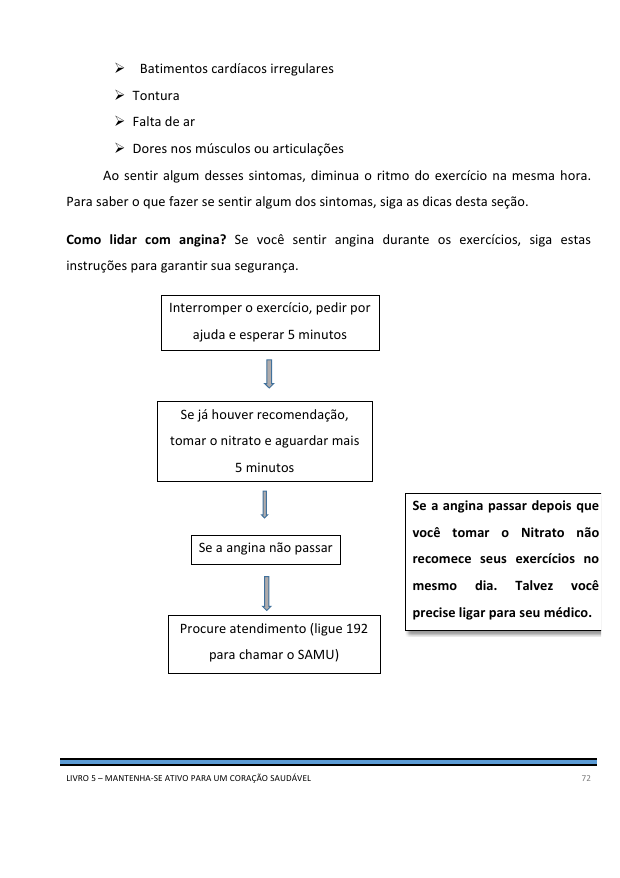 ➢ Batimentos cardíacos irregulares
➢ Tontura
➢ Falta de ar
➢ Dores nos músculos ou articulações
Ao sentir algum desses sintomas, diminua o ritmo do exercício na mesma hora.
Para saber o que fazer se sentir algum dos sintomas, siga as dicas desta seção.
Como lidar com angina? Se você sentir angina durante os exercícios, siga estas
instruções para garantir sua segurança.
Interromper o exercício, pedir por
ajuda e esperar 5 minutos
Se já houver recomendação,
tomar o nitrato e aguardar mais
5 minutos
Se a angina não passar
Procure atendimento (ligue 192
para chamar o SAMU)
Se a angina passar depois que
você tomar o Nitrato não
recomece seus exercícios no
mesmo dia. Talvez você
precise ligar para seu médico.
LIVRO 5 – MANTENHA-SE ATIVO PARA UM CORAÇÃO SAUDÁVEL 72